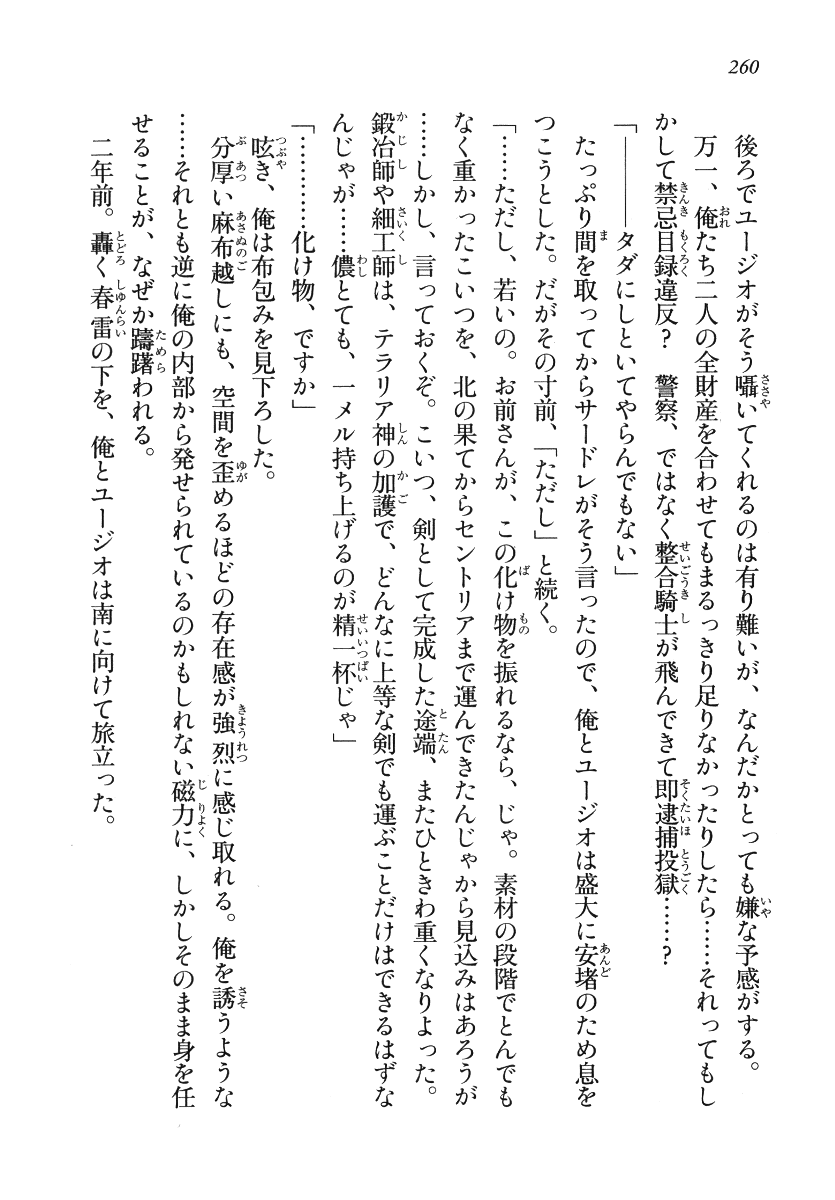 260
後ろでユージオがそう囁いてくれるのは有り難いが、なんだかとっても嫌な予感がする。
万一、俺たち二人の全財産を合わせてもまるっきり足りなかったりしたら……それってもし
かして禁忌目録違反？　警察、ではなく整合騎士が飛んできて即逮捕投獄……？
「――――タダにしといてやらんでもない」
たっぷり間を取ってからサードレがそう言ったので、俺とユージオは盛大に安堵のため息を
つこうとした。だがその寸前、「ただし」と続く。
「……ただし、若いの。お前さんが、この化け物を振れるなら、じゃ。素材の段階でとんでも
なく重かったこいつを、北の果てからセントリアまで運んできたんじゃから見込みはあろうが
……しかし、言っておくぞ。こいつ、剣として完成した途端、またひときわ重くなりよった。
鍛冶師や細工師は、テラリア神の加護で、どんなに上等な剣でも運ぶことだけはできるはずな
んじゃが……儂とても、一メル持ち上げるのが精一杯じゃ」
「…………化け物、ですか」
呟き、俺は布包みを見下ろした。
分厚い麻布越しにも、空間を歪めるほどの存在感が強烈に感じ取れる。俺を誘うような
……それとも逆に俺の内部から発せられているのかもしれない磁力に、しかしそのまま身を任
せることが、なぜか躊躇われる。
二年前。轟く春雷の下を、俺とユージオは南に向けて旅立った。